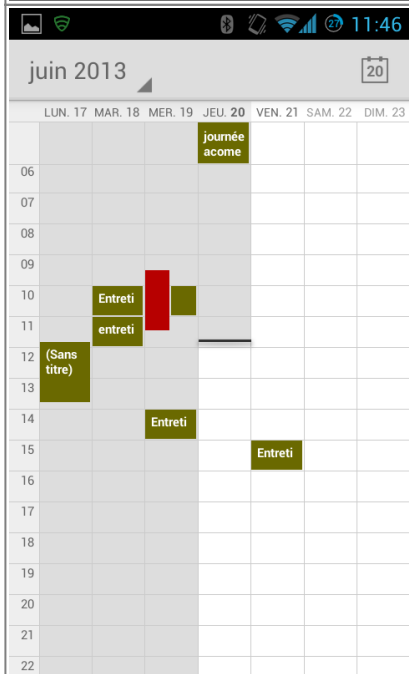 27 11:46
juin 2013
20
LUN. 17 MAR. 18 MER. 19 JEU. 20 VEN. 21 SAM. 22 DIM. 23
journée
acome
06
07
08
09
10 Entreti
11 entreti
12 (Sans
titre)
13
14 Entreti
15 Entreti
16
17
18
19
20
21
22